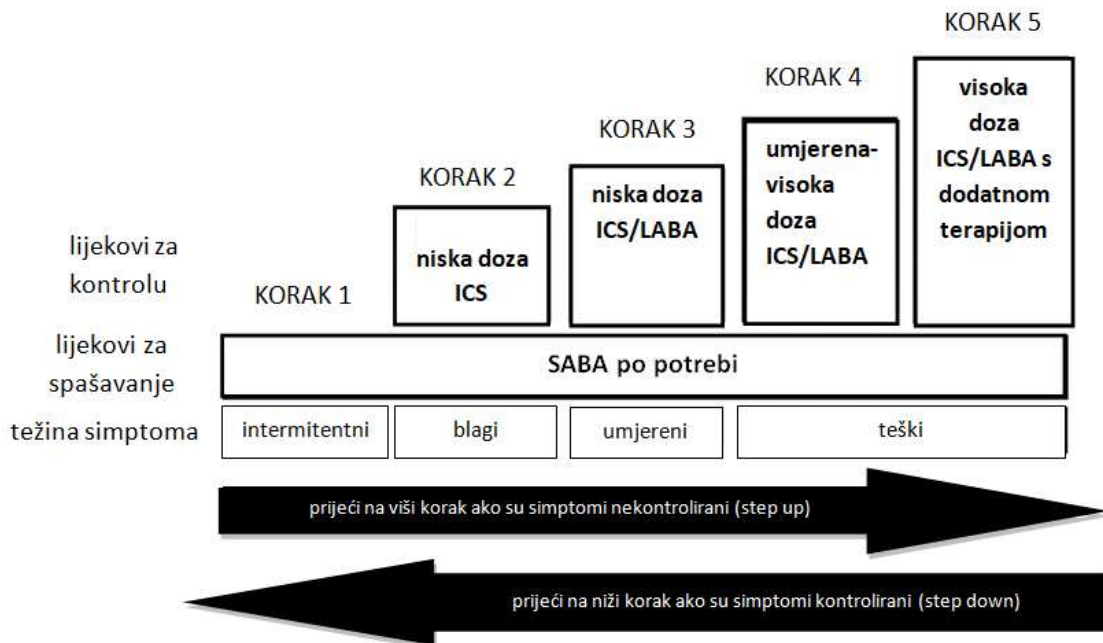 KORAK 5
visoka
doza
ICS/LABA s
dodatnom
terapijom
KORAK 4
umjerena-
visoka
doza
ICS/LABA
KORAK 3
niska doza
ICS/LABA
KORAK 2
niska doza
ICS
KORAK 1
lijekovi za
kontrolu
lijekovi za
spašavanje
SABA po potrebi
težina simptoma
intermitentni
blagi
umjereni
teški
prijeći na viši korak ako su simptomi nekontrolirani (step up)
prijeći na niži korak ako su simptomi kontrolirani (step down)